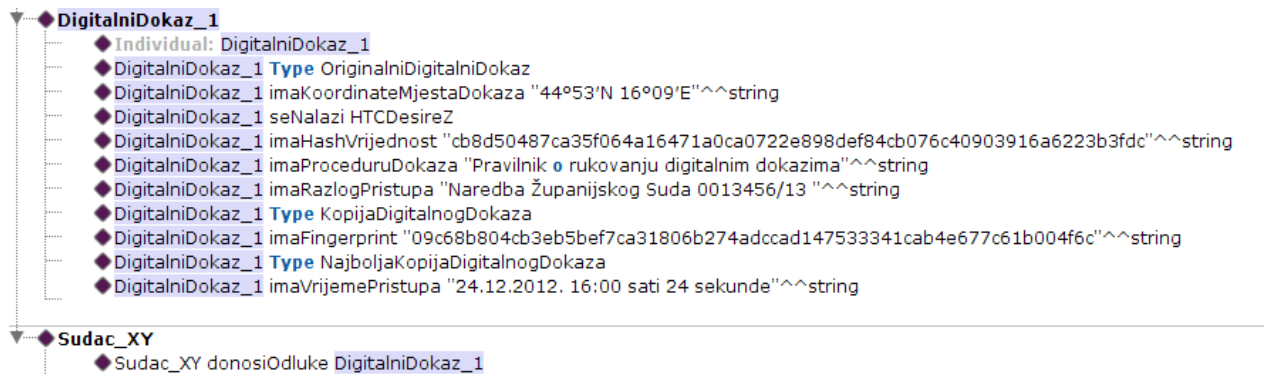 DigitalniDokaz_1
Individual: DigitalniDokaz_1
DigitalniDokaz_1 Type OriginalniDigitalniDokaz
DigitalniDokaz_1 imaKoordinateMjestaDokaza "44º53′N 16º09′E"^^string
DigitalniDokaz_1 seNalazi HTCDesireZ
DigitalniDokaz_1 imaHashVrijednost "cb8d50487ca35f064a16471a0ca0722e898def84cb076c40903916a6223b3fdc"^^string
DigitalniDokaz_1 imaProceduruDokaza "Pravilnik o rukovanju digitalnim dokazima"^^string
DigitalniDokaz_1 imaRazlogPristupa "Naredba Županijskog Suda 0013456/13 "^^string
DigitalniDokaz_1 Type KopijaDigitalnogDokaza
DigitalniDokaz_1 imaFingerprint "09c68b804cb3eb5bef7ca31806b274adccad147533341cab4e677c61b004f6c"^^string
DigitalniDokaz_1 Type NajboljaKopijaDigitalnogDokaza
DigitalniDokaz_1 imaVrijemePristupa "24.12.2012. 16:00 sati 24 sekunde"^^string
Sudac_XY
Sudac_XY donosiOdluke DigitalniDokaz_1